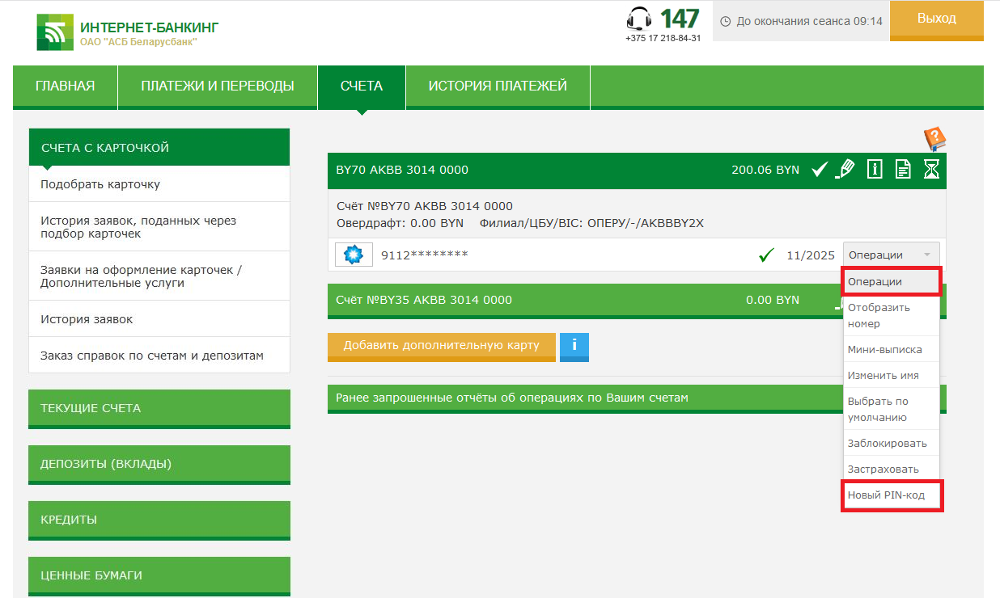 ИНТЕРНЕТ-БАНКИНГ
ОАО "АСБ Беларусбанк"
147
+375 17 218-84-31
До окончания сеанса 09:14
Выход
ГЛАВНАЯ
ПЛАТЕЖИ И ПЕРЕВОДЫ
СЧЕТА
ИСТОРИЯ ПЛАТЕЖЕЙ
СЧЕТА С КАРТОЧКОЙ
Подобрать карточку
История заявок, поданных через
подбор карточек
Заявки на оформление карточек /
Дополнительные услуги
История заявок
Заказ справок по счетам и депозитам
ТЕКУЩИЕ СЧЕТА
ДЕПОЗИТЫ (ВКЛАДЫ)
КРЕДИТЫ
ЦЕННЫЕ БУМАГИ
?
BY70 AKBB 3014 0000
200.06 BYN
i
Счёт №BY70 AKBB 3014 0000
Овердрафт: 0.00 BYN Филиал/ЦБУ/BIC: ОПЕРУ/-/AKBBBY2X
9112********
11/2025
Операции
Операции
Отобразить
номер
Мини-выписка
Изменить имя
Выбрать по
умолчанию
Заблокировать
Застраховать
Новый PIN-код
Счёт №BY35 AKBB 3014 0000
0.00 BYN
Добавить дополнительную карту
i
Ранее запрошенные отчёты об операциях по Вашим счетам